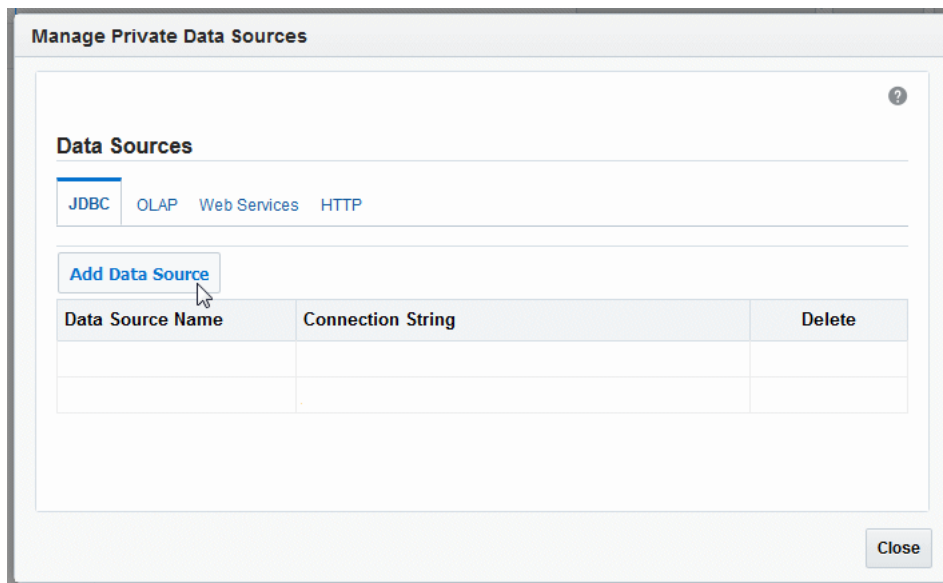 Manage Private Data Sources
?
Data Sources
JDBC OLAP Web Services HTTP
Add Data Source
Data Source Name Connection String Delete
Close